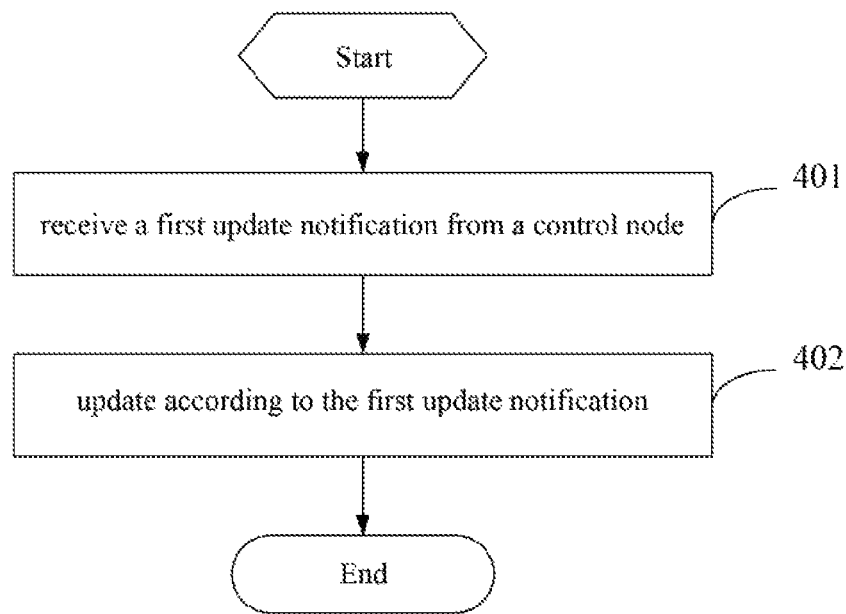 Start
401
receive a first update notification from a control node
402
update according to the first update notification
End